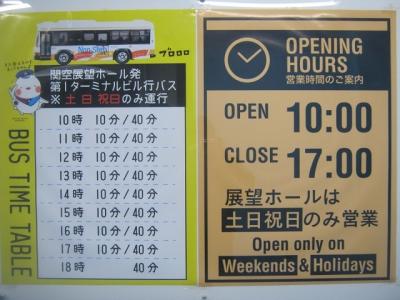 Non-Stop
ブロロロ
関空展望ホール発
第1ターミナルビル行バス
※土日祝日のみ運行
10時 10分/40分
11時 10分/40分
12時 10分/40分
13時 10分/40分
14時 10分/40分
15時 10分/40分
16時 10分/40分
17時 10分/40分
18時 40分
BUS TIME TABLE
OPENING
HOURS
営業時間のご案内
OPEN 10:00
CLOSE 17:00
展望ホールは
土日祝日のみ営業
Open only on
Weekends & Holidays